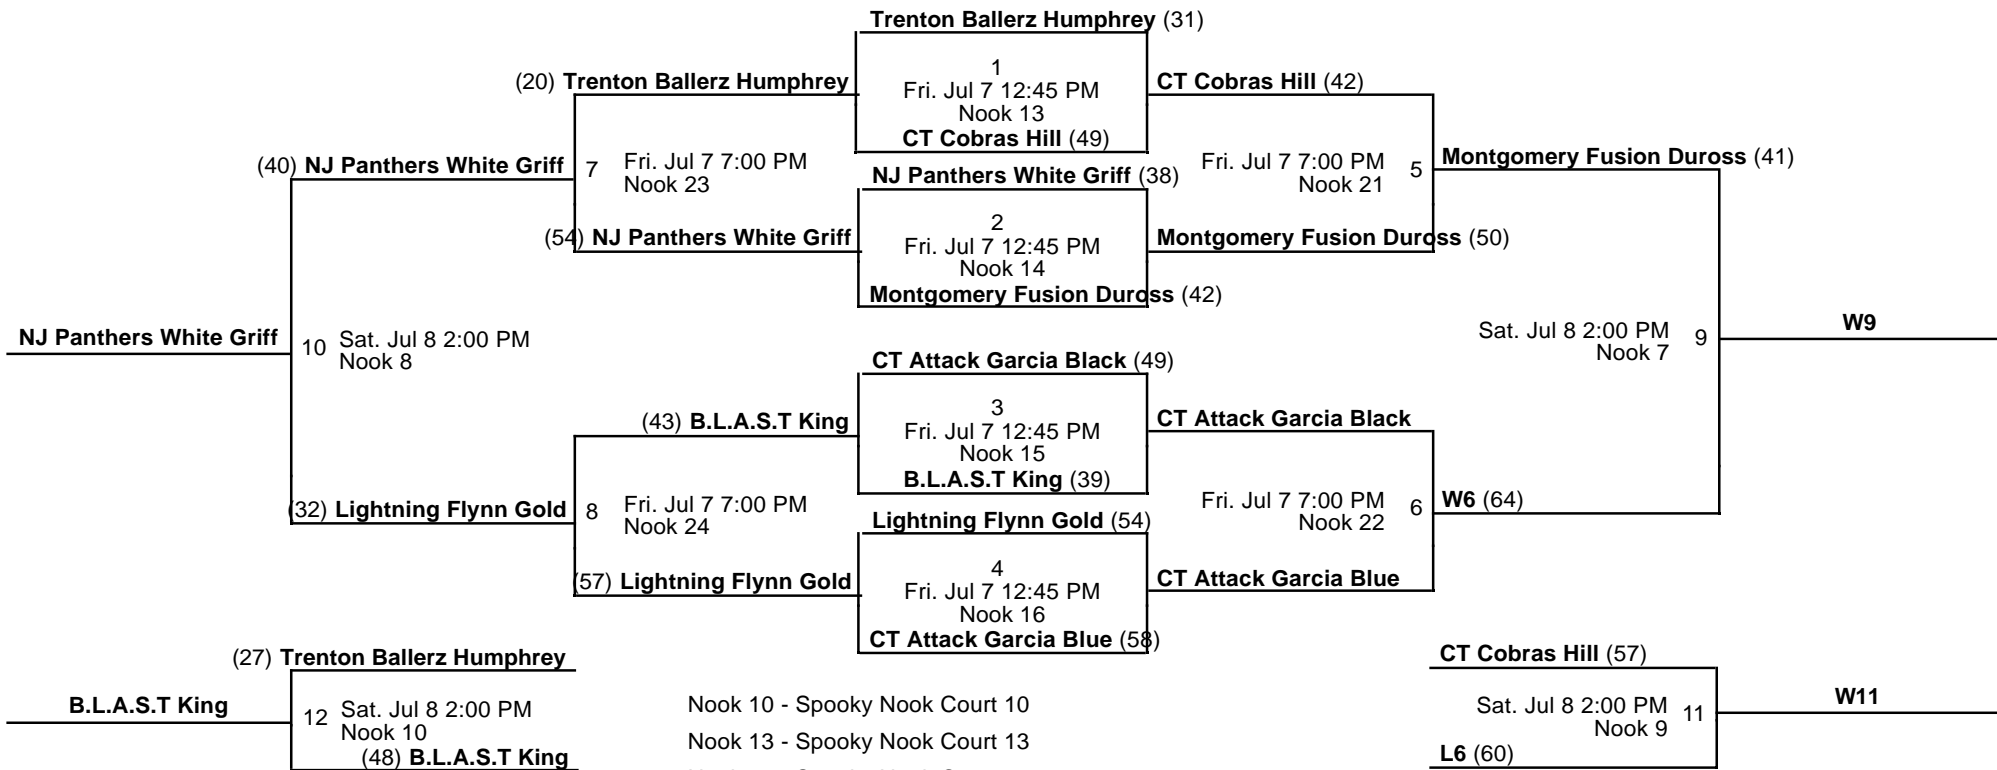 Trenton Ballerz Humphrey (31)
1
Fri. Jul 7 12:45 PM
Nook 13
CT Cobras Hill (49)
(20) Trenton Ballerz Humphrey
CT Cobras Hill (42)
(40) NJ Panthers White Griff
7 Fri. Jul 7 7:00 PM
Nook 23
NJ Panthers White Griff (38)
Fri. Jul 7 7:00 PM 5
Nook 21
Montgomery Fusion Duross (41)
2
Fri. Jul 7 12:45 PM
Nook 14
Montgomery Fusion Duross (42)
(54) NJ Panthers White Griff
Montgomery Fusion Duross (50)
NJ Panthers White Griff
10 Sat. Jul 8 2:00 PM
Nook 8
Sat. Jul 8 2:00 PM 9
Nook 7
W9
CT Attack Garcia Black (49)
3
Fri. Jul 7 12:45 PM
Nook 15
B.L.A.S.T King (39)
(43) B.L.A.S.T King
CT Attack Garcia Black
(32) Lightning Flynn Gold
8 Fri. Jul 7 7:00 PM
Nook 24
Fri. Jul 7 7:00 PM 6
Nook 22
W6 (64)
Lightning Flynn Gold (54)
4
Fri. Jul 7 12:45 PM
Nook 16
CT Attack Garcia Blue (58)
(57) Lightning Flynn Gold
CT Attack Garcia Blue
(27) Trenton Ballerz Humphrey
B.L.A.S.T King
12 Sat. Jul 8 2:00 PM
Nook 10
(48) B.L.A.S.T King
Nook 10 - Spooky Nook Court 10
Nook 13 - Spooky Nook Court 13
CT Cobras Hill (57)
Sat. Jul 8 2:00 PM 11
Nook 9
W11
L6 (60)